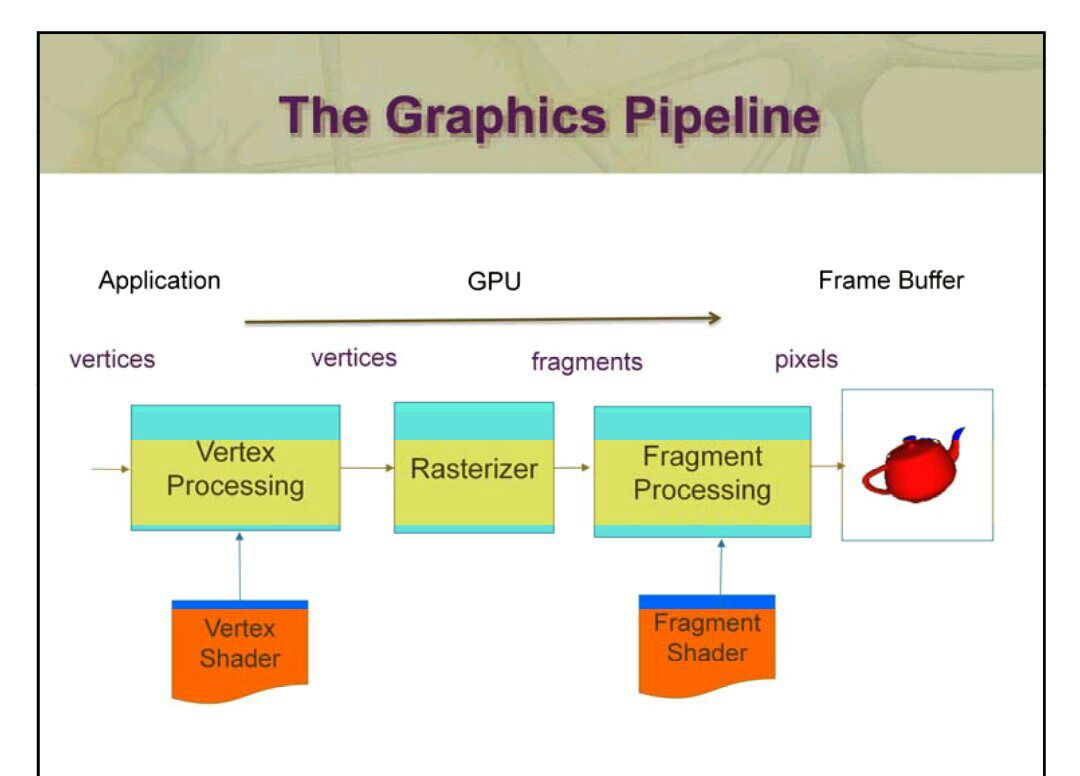 The Graphics Pipeline
Application
GPU
Frame Buffer
vertices
vertices
fragments
pixels
Vertex
Processing
Rasterizer
Fragment
Processing
Vertex
Shader
Fragment
Shader